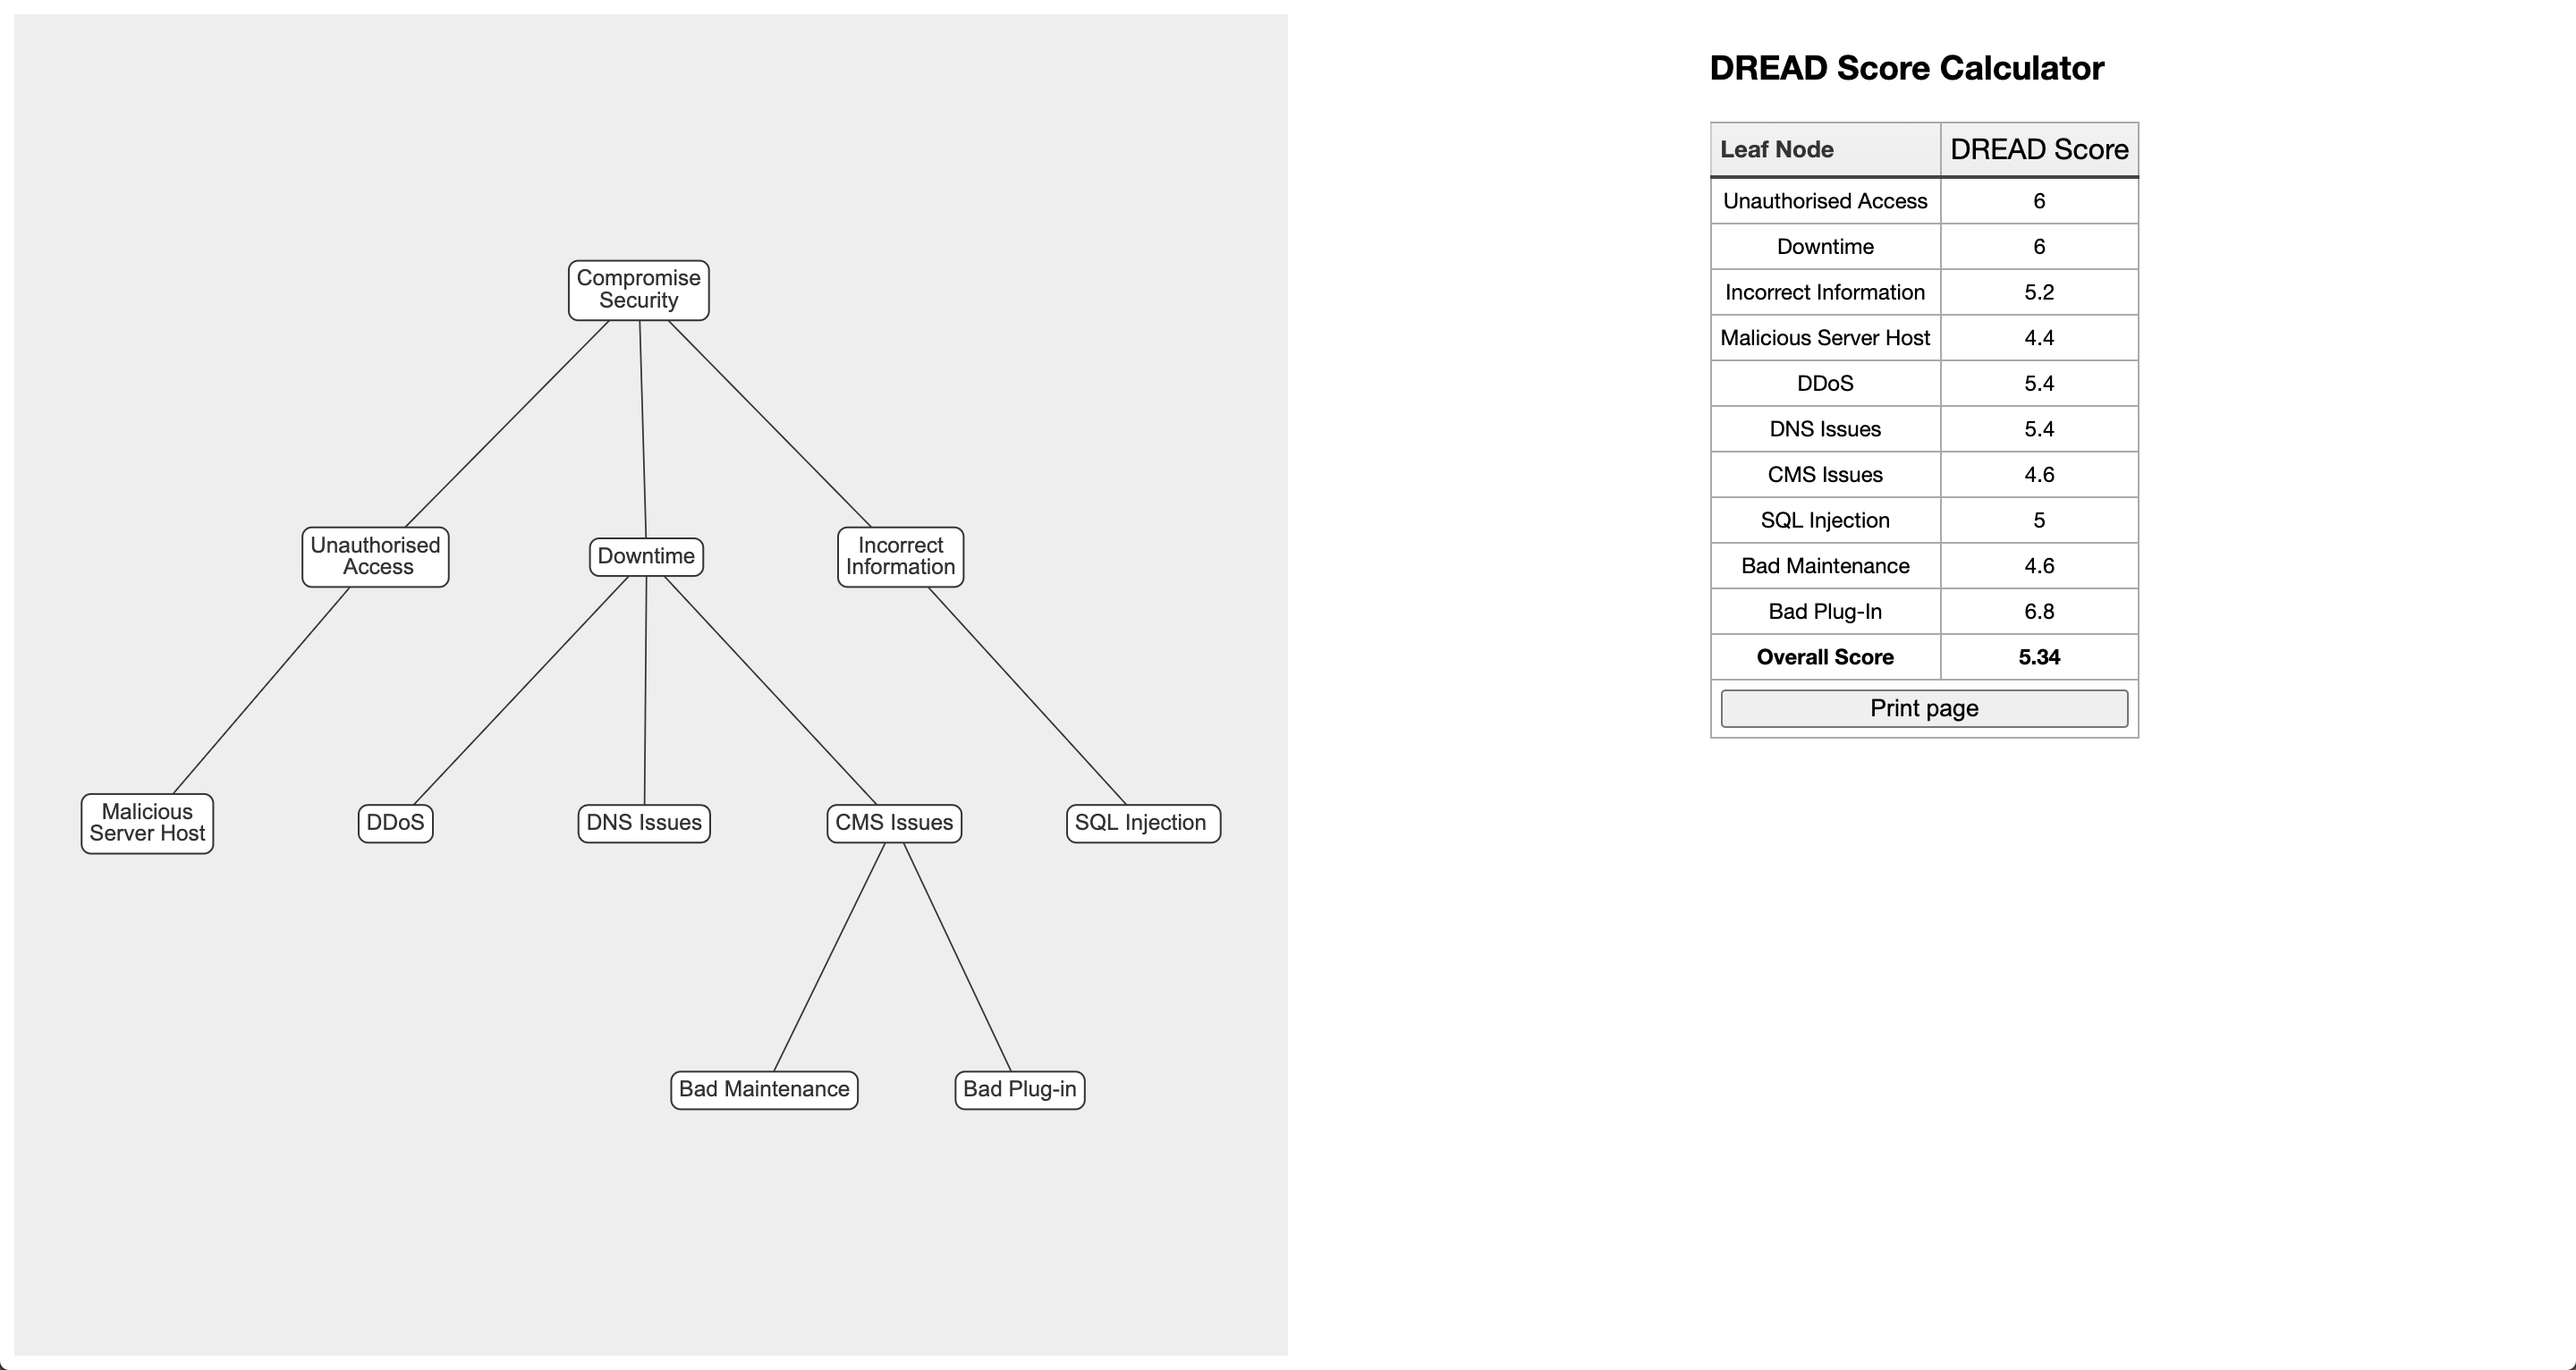 Compromise
Security
Unauthorised
Access
Downtime
Incorrect
Information
Malicious
Server Host
DDoS
DNS Issues
CMS Issues
SQL Injection
Bad Maintenance
Bad Plug-in
DREAD Score Calculator
Leaf Node DREAD Score
Unauthorised Access 6
Downtime 6
Incorrect Information 5.2
Malicious Server Host 4.4
DDoS 5.4
DNS Issues 5.4
CMS Issues 4.6
SQL Injection 5
Bad Maintenance 4.6
Bad Plug-In 6.8
Overall Score 5.34
Print page